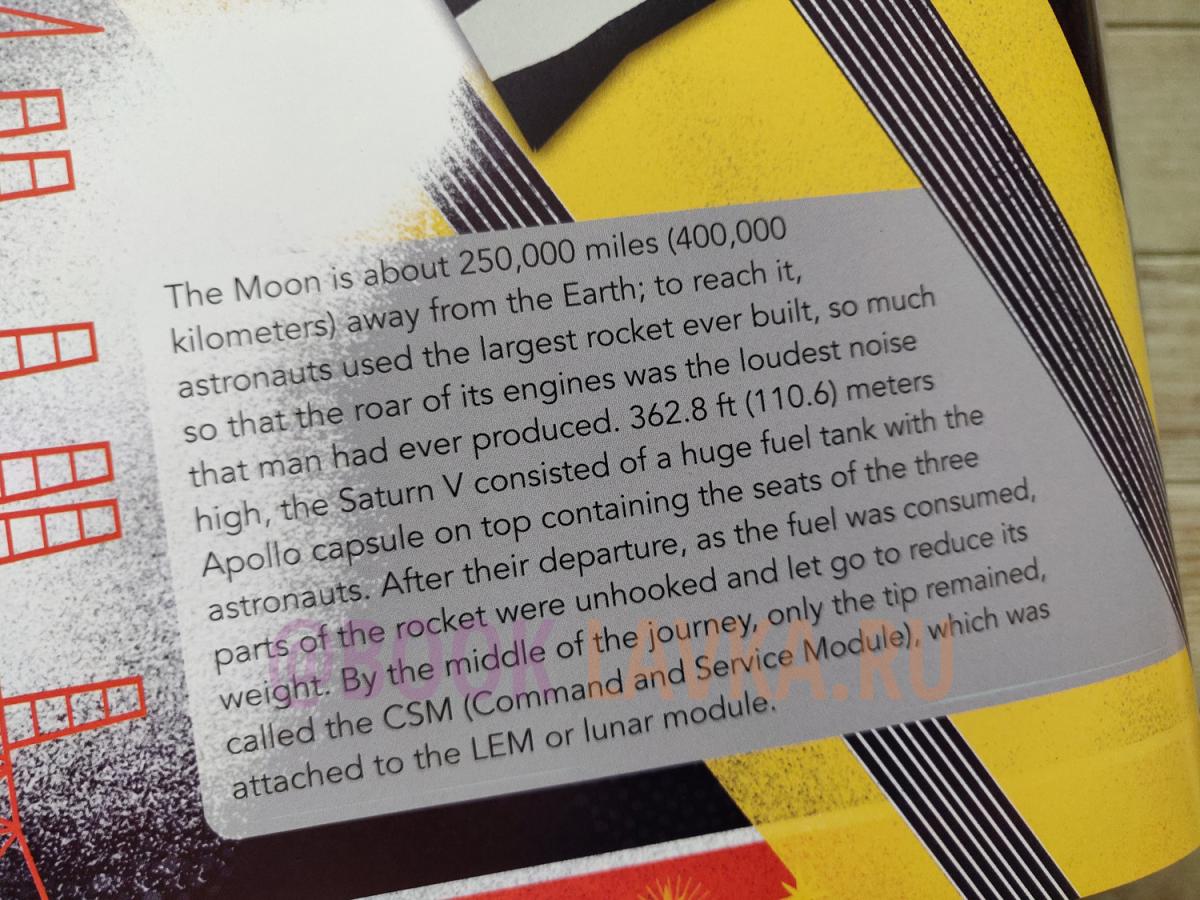 The Moon is about 250,000 miles (400,000
kilometers) away from the Earth; to reach it,
astronauts used the largest rocket ever built, so much
so that the roar of its engines was the loudest noise
that man had ever produced. 362.8 ft (110.6) meters
high, the Saturn V consisted of a huge fuel tank with the
Apollo capsule on top containing the seats of the three
astronauts. After their departure, as the fuel was consumed,
parts of the rocket were unhooked and let go to reduce its
weight. By the middle of the journey, only the tip remained,
called the CSM (Command and Service Module), which was
attached to the LEM or lunar module.
@BOOK LAVKA.RU